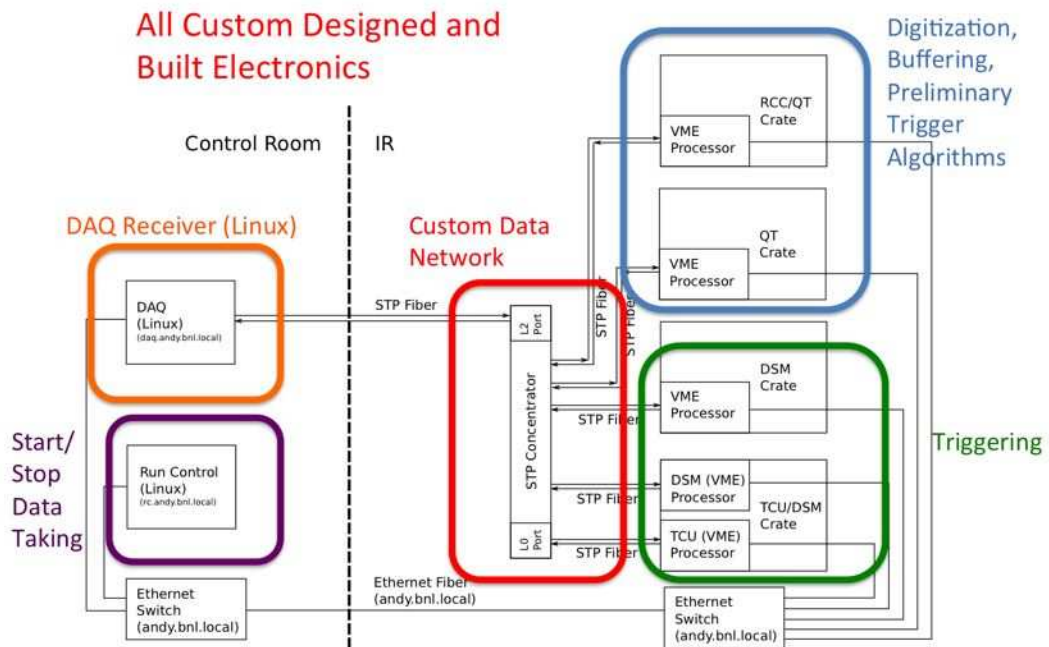 All Custom Designed and
Built Electronics
Digitization,
Buffering,
Preliminary
Trigger
Algorithms
Control Room
IR
RCC/QT
Crate
VME
Processor
DAQ Receiver (Linux)
Custom Data
Network
QT
Crate
VME
Processor
DAQ
(Linux)
(daq.andy.bnl.local)
STP Fiber
L2
Port
STP Fiber
STP Fiber
STP Concentrator
DSM
Crate
VME
Processor
STP Fiber
Start/
Stop
Data
Taking
Run Control
(Linux)
(rc.andy.bnl.local)
Triggering
DSM (VME)
Processor
STP Fiber
TCU/DSM
Crate
L0
Port
TCU (VME)
Processor
STP Fiber
Ethernet
Switch
(andy.bnl.local)
Ethernet Fiber
(andy.bnl.local)
Ethernet
Switch
(andy.bnl.local)